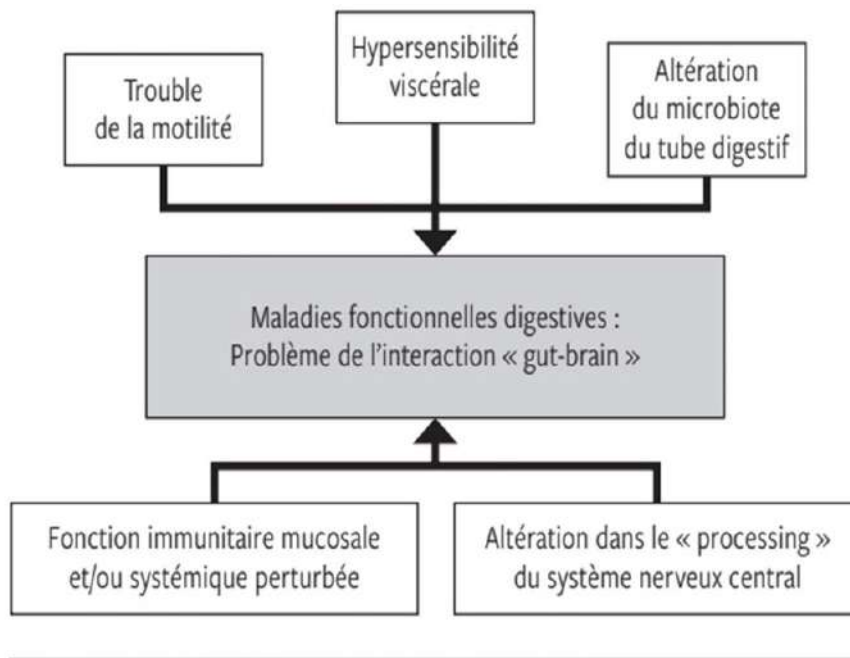 Trouble
de la motilité
Hypersensibilité
viscérale
Altération
du microbiote
du tube digestif
Maladies fonctionnelles digestives :
Problème de l'interaction « gut-brain »
Fonction immunitaire mucosale
et/ou systémique perturbée
Altération dans le « processing »
du système nerveux central